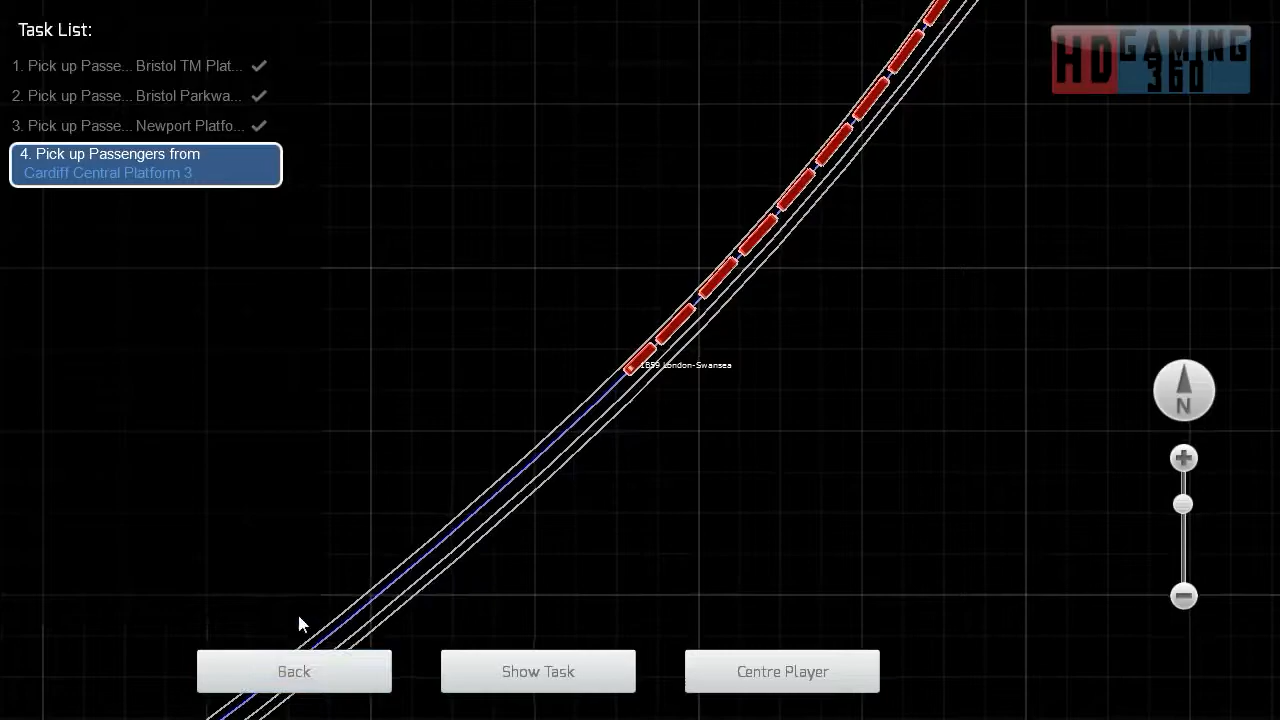 Task List:
1. Pick up Passe... Bristol TM Plat...
2. Pick up Passe... Bristol Parkwa...
3. Pick up Passe... Newport Platfo...
4. Pick up Passengers from
Cardiff Central Platform 3
HD GAMING
360
1B59 London-Swansea
N
Back
Show Task
Centre Player